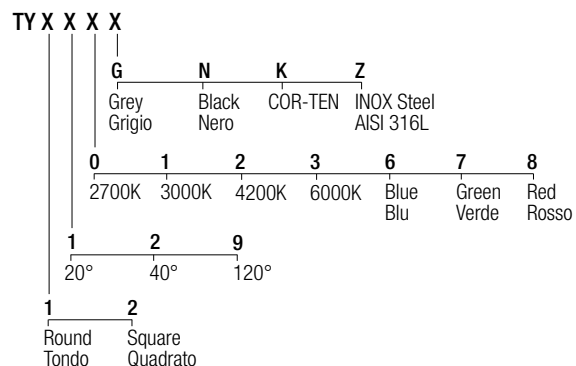 TY X X X X
G N K Z
Grey Black COR-TEN INOX Steel
Grigio Nero AISI 316L
0 1 2 3 6 7 8
2700K 3000K 4200K 6000K Blue Green Red
Blu Verde Rosso
1 2 9
20° 40° 120°
1 2
Round Square
Tondo Quadrato